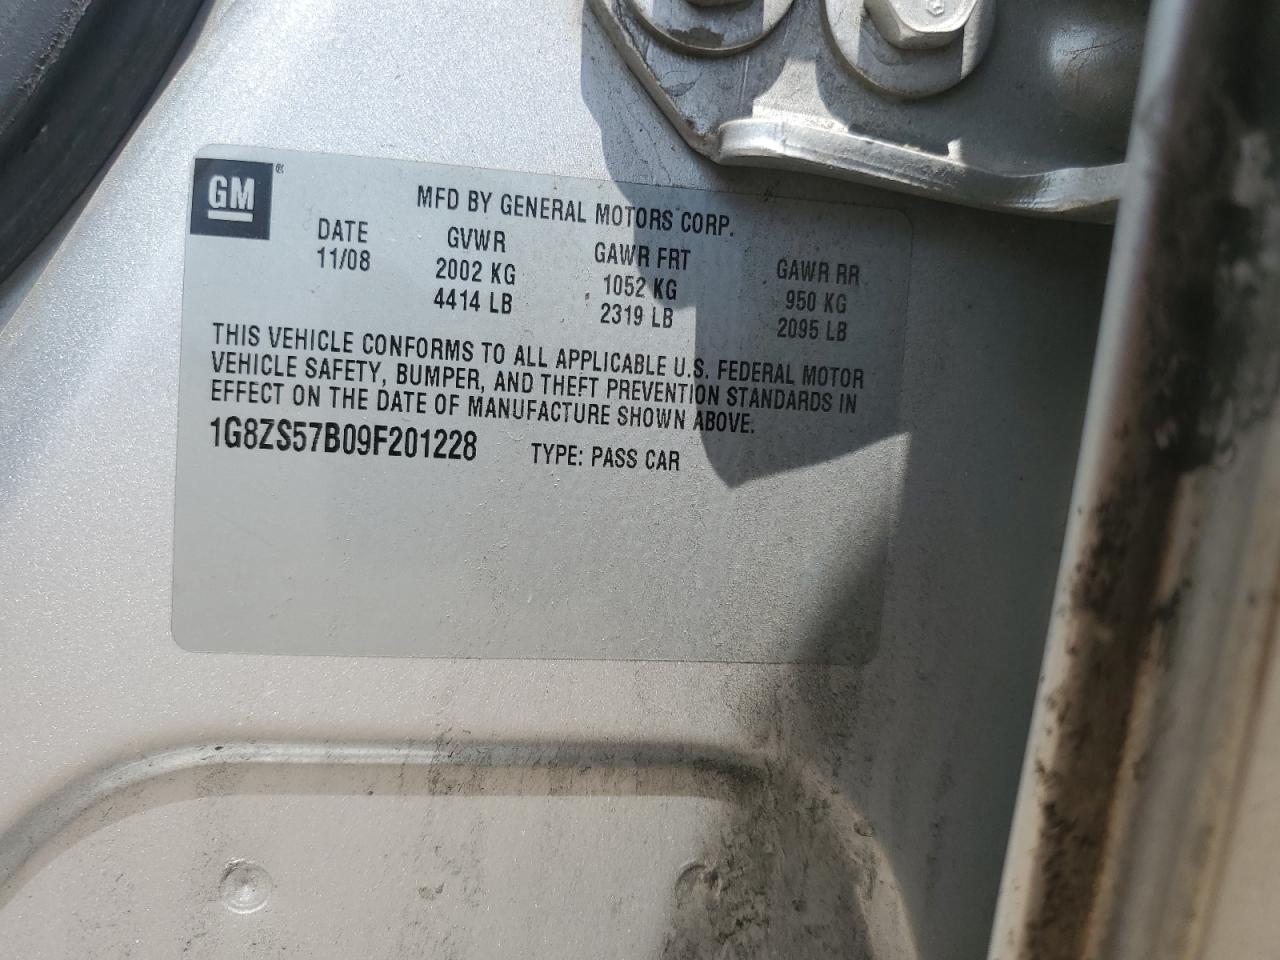 GM ®
MFD BY GENERAL MOTORS CORP.
DATE GVWR GAWR FRT GAWR RR
11/08 2002 KG 1052 KG 950 KG
4414 LB 2319 LB 2095 LB
THIS VEHICLE CONFORMS TO ALL APPLICABLE U.S. FEDERAL MOTOR
VEHICLE SAFETY, BUMPER, AND THEFT PREVENTION STANDARDS IN
EFFECT ON THE DATE OF MANUFACTURE SHOWN ABOVE.
1G8ZS57B09F201228 TYPE: PASS CAR